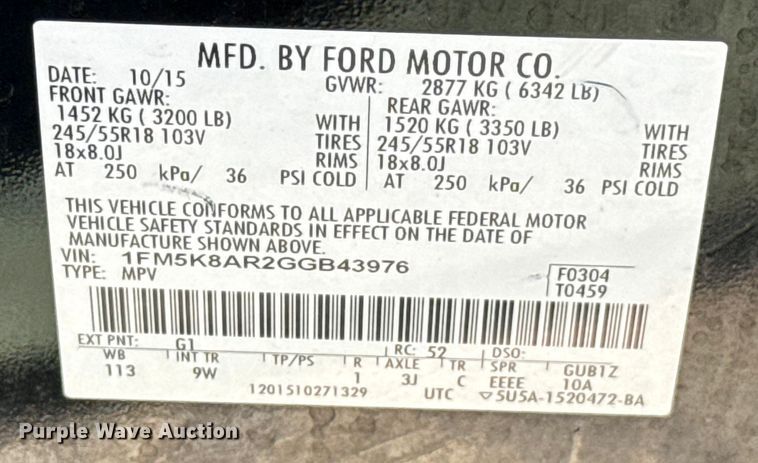 MFD. BY FORD MOTOR CO.
DATE: 10/15 GVWR: 2877 KG ( 6342 LB)
FRONT GAWR: REAR GAWR:
1452 KG ( 3200 LB) WITH 1520 KG ( 3350 LB) WITH
245/55R18 103V TIRES 245/55R18 103V TIRES
18x8.0J RIMS 18x8.0J RIMS
AT 250 kPa/ 36 PSI COLD AT 250 kPa/ 36 PSI COLD
THIS VEHICLE CONFORMS TO ALL APPLICABLE FEDERAL MOTOR
VEHICLE SAFETY STANDARDS IN EFFECT ON THE DATE OF
MANUFACTURE SHOWN ABOVE.
VIN: 1FM5K8AR2GGB43976
TYPE: MPV
F0304
T0459
EXT PNT: G1 RC: 52 DSO:
WB INT TR TP/PS R AXLE TR SPR GUB1Z
113 9W 1 3J C EEEE 10A
1201510271329 UTC ▽5U5A-1520472-BA
Purple Wave Auction